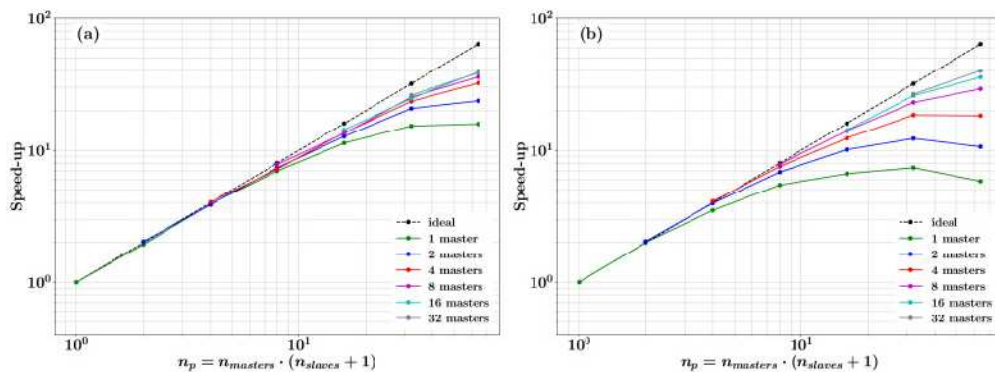 (a)
10²
10¹
10⁰
Speed-up
ideal
1 master
2 masters
4 masters
8 masters
16 masters
32 masters
10⁰
10¹
nₚ = n_masters · (n_slaves + 1)
(b)
10²
10¹
10⁰
Speed-up
ideal
1 master
2 masters
4 masters
8 masters
16 masters
32 masters
10⁰
10¹
nₚ = n_masters · (n_slaves + 1)